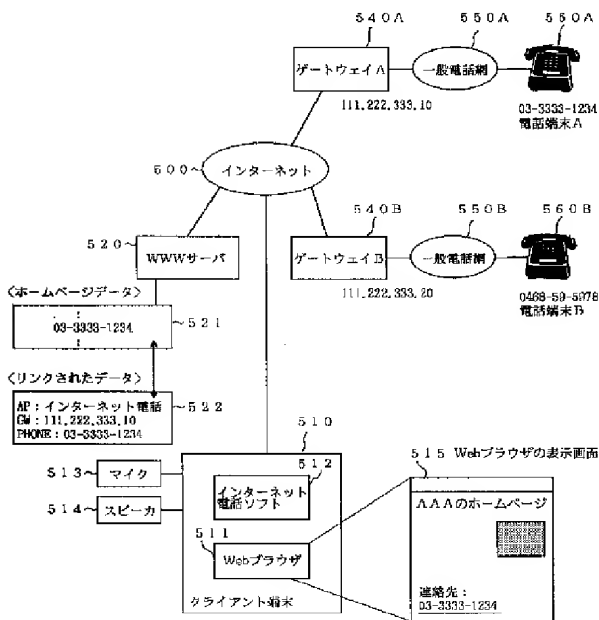 ５４０Ａ
５５０Ａ
５６０Ａ
ゲートウェイＡ
一般電話網
111.222.333.10
03-3333-1234
電話端末Ａ
５００
インターネット
５４０Ｂ
５５０Ｂ
５６０Ｂ
５２０
WWWサーバ
ゲートウェイＢ
一般電話網
111.222.333.20
0468-59-5978
電話端末Ｂ
〈ホームページデータ〉
：
03-3333-1234
：
５２１
〈リンクされたデータ〉
AP：インターネット電話
GW：111.222.333.10
PHONE：03-3333-1234
５２２
５１０
５１３
マイク
５１２
５１４
スピーカ
インターネット
電話ソフト
５１１
Webブラウザ
クライアント端末
５１５ Webブラウザの表示画面
ＡＡＡのホームページ
連絡先：
03-3333-1234